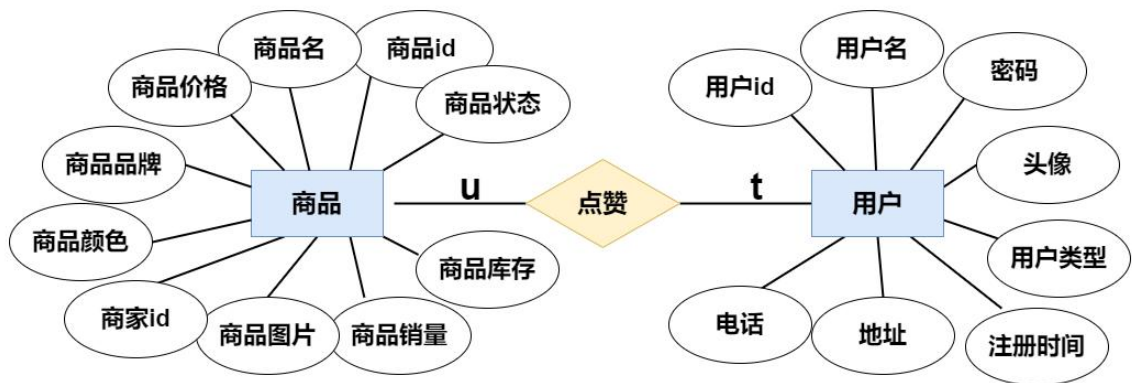 商品名
商品id
商品价格
商品状态
商品品牌
商品
商品颜色
商家id
商品图片
商品销量
商品库存
u
点赞
t
用户名
用户id
密码
头像
用户
用户类型
电话
地址
注册时间